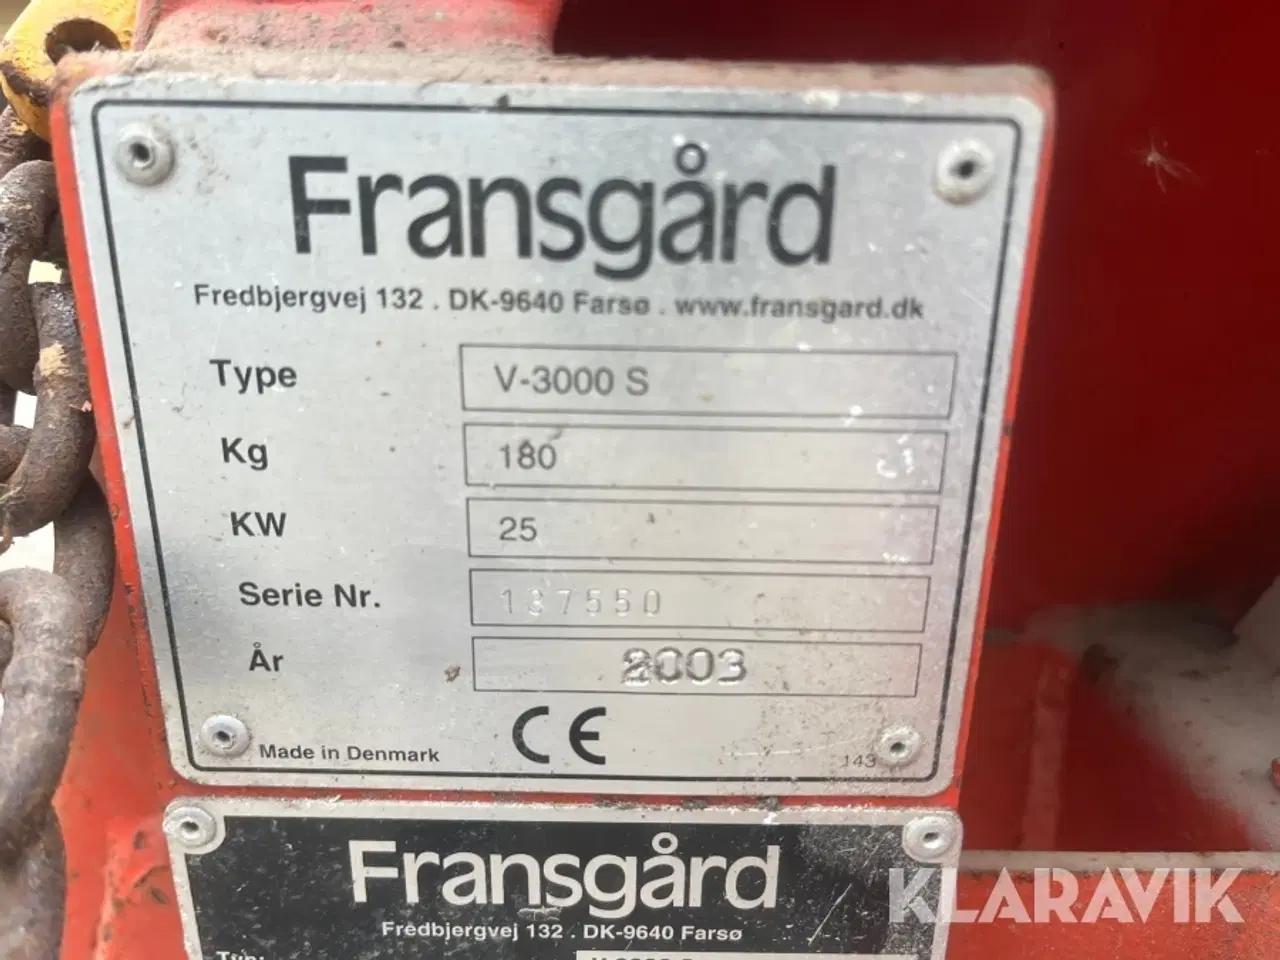 Fransgård
Fredbjergvej 132 . DK-9640 Farsø . www.fransgard.dk
Type V-3000 S
Kg 180
KW 25
Serie Nr. 137550
År 2003
CE
Made in Denmark 143
Fransgård
Fredbjergvej 132 . DK-9640 Farsø
KLARAVIK